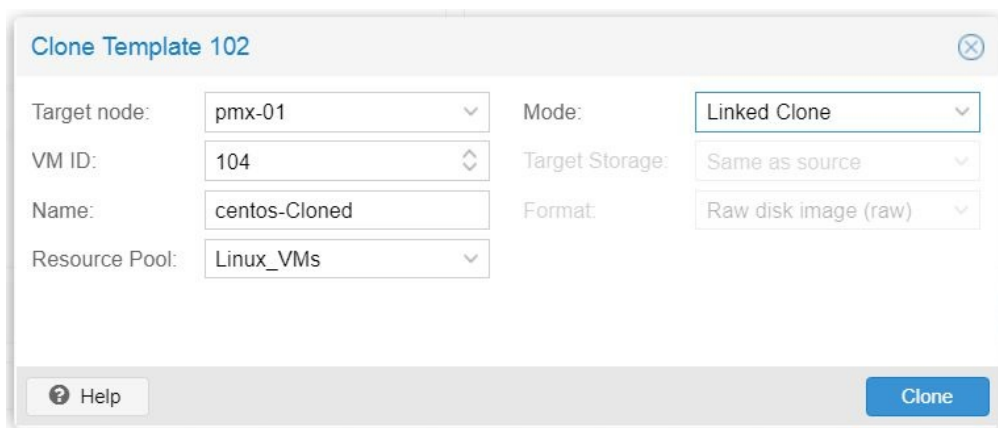 Clone Template 102
Target node: pmx-01 Mode: Linked Clone
VM ID: 104 Target Storage: Same as source
Name: centos-Cloned Format: Raw disk image (raw)
Resource Pool: Linux_VMs
Help Clone